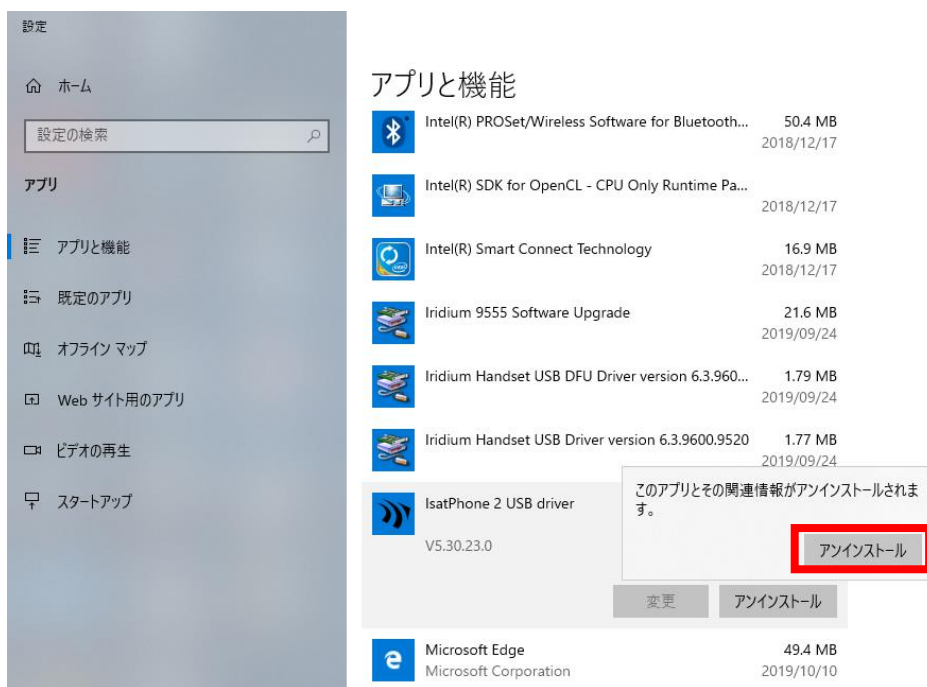 設定
ホーム
設定の検索
アプリ
アプリと機能
既定のアプリ
オフライン マップ
Web サイト用のアプリ
ビデオの再生
スタートアップ
アプリと機能
Intel(R) PROSet/Wireless Software for Bluetooth... 50.4 MB
2018/12/17
Intel(R) SDK for OpenCL - CPU Only Runtime Pa...
2018/12/17
Intel(R) Smart Connect Technology 16.9 MB
2018/12/17
Iridium 9555 Software Upgrade 21.6 MB
2019/09/24
Iridium Handset USB DFU Driver version 6.3.960... 1.79 MB
2019/09/24
Iridium Handset USB Driver version 6.3.9600.9520 1.77 MB
2019/09/24
IsatPhone 2 USB driver
V5.30.23.0
このアプリとその関連情報がアンインストールされま
す。
アンインストール
変更 アンインストール
Microsoft Edge 49.4 MB
Microsoft Corporation 2019/10/10